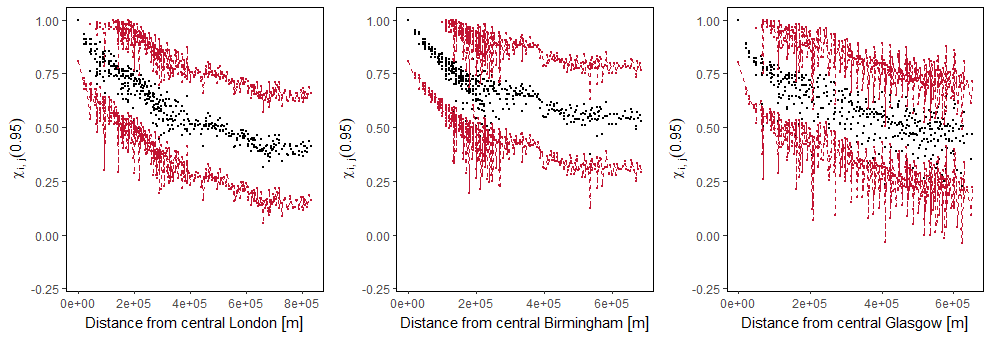 1.00
0.75
0.50
0.25
0.00
-0.25
χi, j(0.95)
0e+00 2e+05 4e+05 6e+05 8e+05
Distance from central London [m]
1.00
0.75
0.50
0.25
0.00
-0.25
χi, j(0.95)
0e+00 2e+05 4e+05 6e+05
Distance from central Birmingham [m]
1.00
0.75
0.50
0.25
0.00
-0.25
χi, j(0.95)
0e+00 2e+05 4e+05 6e+05
Distance from central Glasgow [m]